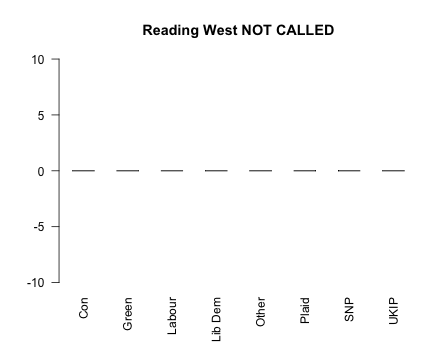 Reading West NOT CALLED
10
5
0
-5
-10
Con
Green
Labour
Lib Dem
Other
Plaid
SNP
UKIP